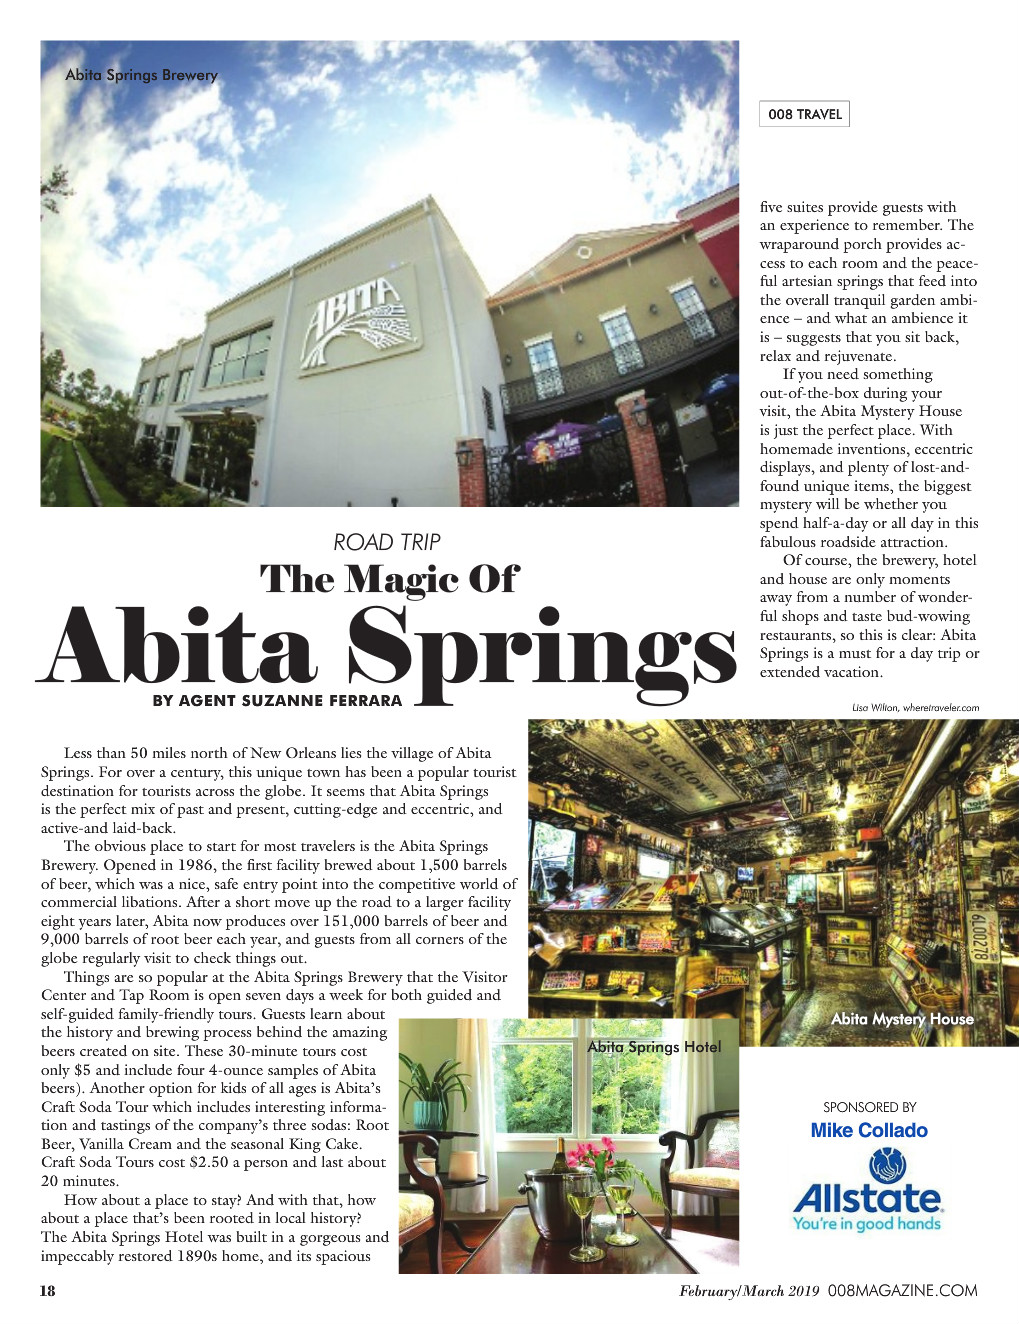 Abita Springs Brewery
ABITA
008 TRAVEL
ROAD TRIP
The Magic Of
Abita Springs
BY AGENT SUZANNE FERRARA
Less than 50 miles north of New Orleans lies the village of Abita
Springs. For over a century, this unique town has been a popular tourist
destination for tourists across the globe. It seems that Abita Springs
is the perfect mix of past and present, cutting-edge and eccentric, and
active-and laid-back.
The obvious place to start for most travelers is the Abita Springs
Brewery. Opened in 1986, the first facility brewed about 1,500 barrels
of beer, which was a nice, safe entry point into the competitive world of
commercial libations. After a short move up the road to a larger facility
eight years later, Abita now produces over 151,000 barrels of beer and
9,000 barrels of root beer each year, and guests from all corners of the
globe regularly visit to check things out.
Things are so popular at the Abita Springs Brewery that the Visitor
Center and Tap Room is open seven days a week for both guided and
self-guided family-friendly tours. Guests learn about
the history and brewing process behind the amazing
beers created on site. These 30-minute tours cost
only $5 and include four 4-ounce samples of Abita
beers). Another option for kids of all ages is Abita's
Craft Soda Tour which includes interesting informa-
tion and tastings of the company's three sodas: Root
Beer, Vanilla Cream and the seasonal King Cake.
Craft Soda Tours cost $2.50 a person and last about
20 minutes.
How about a place to stay? And with that, how
about a place that's been rooted in local history?
The Abita Springs Hotel was built in a gorgeous and
impeccably restored 1890s home, and its spacious
five suites provide guests with
an experience to remember. The
wraparound porch provides ac-
cess to each room and the peace-
ful artesian springs that feed into
the overall tranquil garden ambi-
ence – and what an ambience it
is – suggests that you sit back,
relax and rejuvenate.
If you need something
out-of-the-box during your
visit, the Abita Mystery House
is just the perfect place. With
homemade inventions, eccentric
displays, and plenty of lost-and-
found unique items, the biggest
mystery will be whether you
spend half-a-day or all day in this
fabulous roadside attraction.
Of course, the brewery, hotel
and house are only moments
away from a number of wonder-
ful shops and taste bud-wowing
restaurants, so this is clear: Abita
Springs is a must for a day trip or
extended vacation.
Lisa Wilton, wheretraveler.com
Abita Mystery House
Abita Springs Hotel
SPONSORED BY
Mike Collado
Allstate
You're in good hands
18
February/March 2019 008MAGAZINE.COM